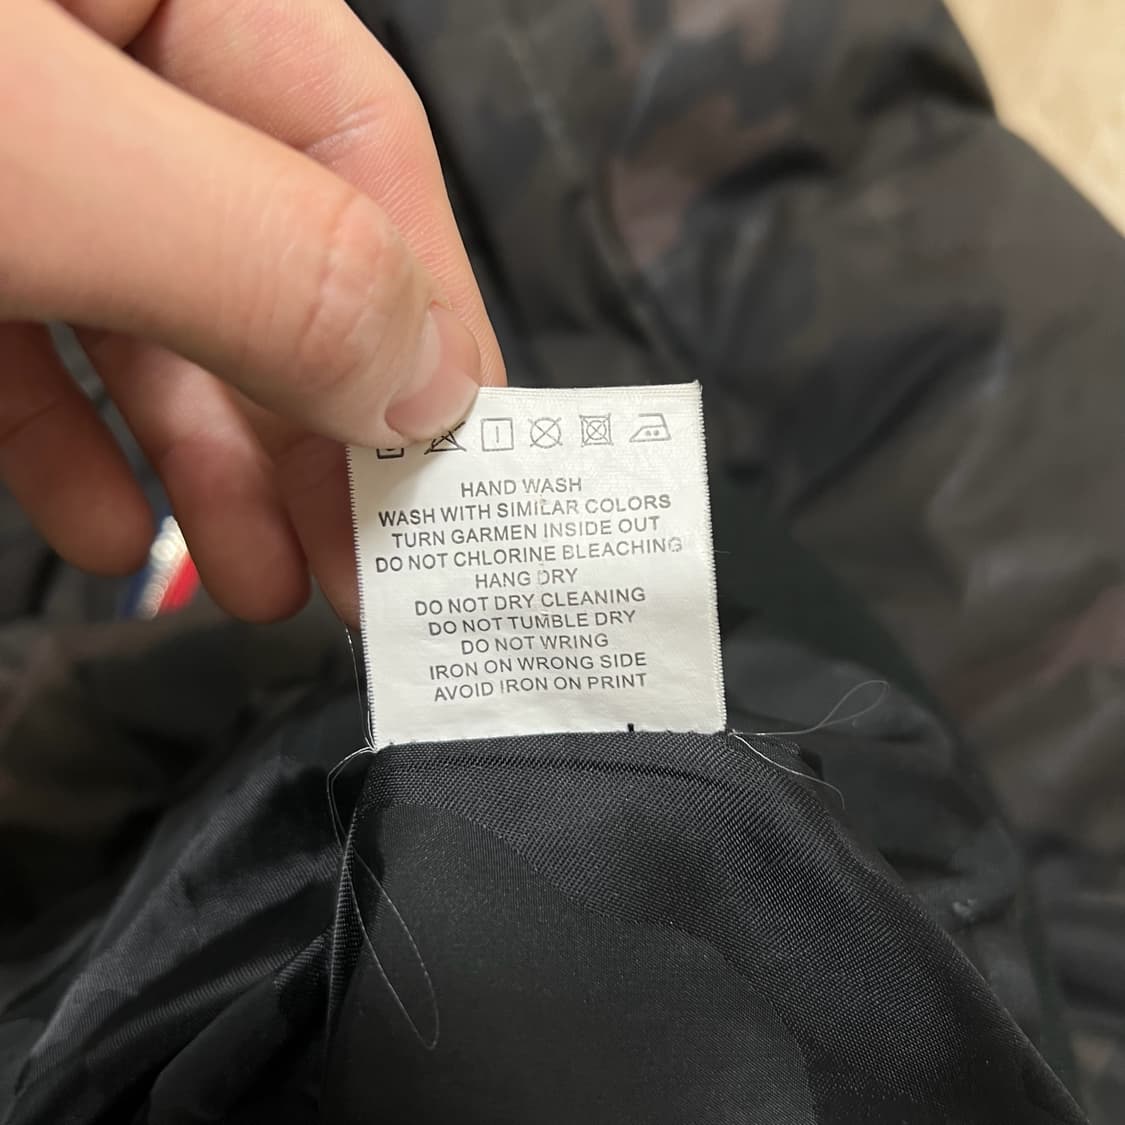 HAND WASH
WASH WITH SIMILAR COLORS
TURN GARMEN INSIDE OUT
DO NOT CHLORINE BLEACHING
HANG DRY
DO NOT DRY CLEANING
DO NOT TUMBLE DRY
DO NOT WRING
IRON ON WRONG SIDE
AVOID IRON ON PRINT